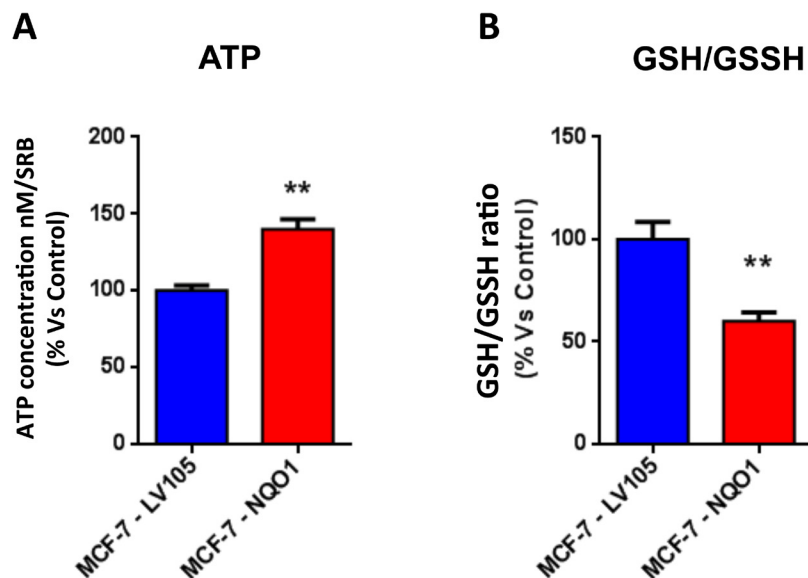 A
ATP
ATP concentration nM/SRB
(% Vs Control)
200
150
100
50
0
**
MCF-7 - LV105
MCF-7 - NQO1
B
GSH/GSSH
GSH/GSSH ratio
(% Vs Control)
150
100
50
0
**
MCF-7 - LV105
MCF-7 - NQO1